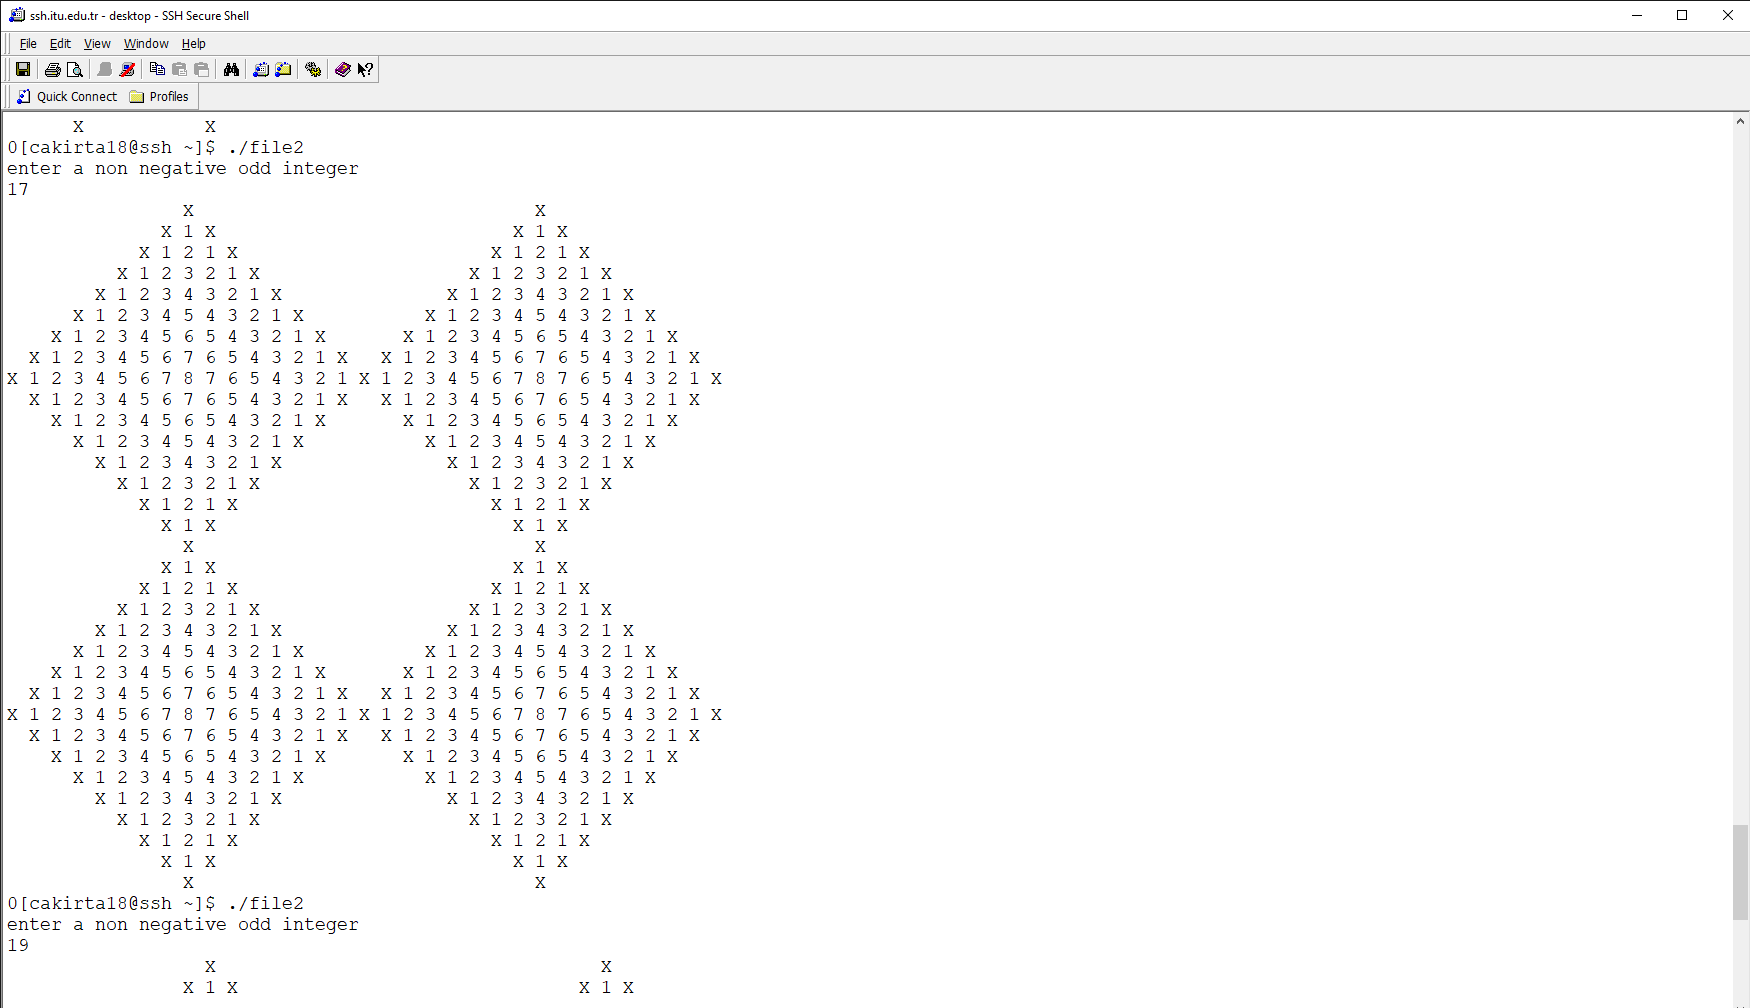 ssh.itu.edu.tr - desktop - SSH Secure Shell
File Edit View Window Help
Quick Connect Profiles
      X           X
0[cakirta18@ssh ~]$ ./file2
enter a non negative odd integer
17
                X                               X
              X 1 X                           X 1 X
            X 1 2 1 X                       X 1 2 1 X
          X 1 2 3 2 1 X                   X 1 2 3 2 1 X
        X 1 2 3 4 3 2 1 X               X 1 2 3 4 3 2 1 X
      X 1 2 3 4 5 4 3 2 1 X           X 1 2 3 4 5 4 3 2 1 X
    X 1 2 3 4 5 6 5 4 3 2 1 X       X 1 2 3 4 5 6 5 4 3 2 1 X
  X 1 2 3 4 5 6 7 6 5 4 3 2 1 X   X 1 2 3 4 5 6 7 6 5 4 3 2 1 X
X 1 2 3 4 5 6 7 8 7 6 5 4 3 2 1 X 1 2 3 4 5 6 7 8 7 6 5 4 3 2 1 X
  X 1 2 3 4 5 6 7 6 5 4 3 2 1 X   X 1 2 3 4 5 6 7 6 5 4 3 2 1 X
    X 1 2 3 4 5 6 5 4 3 2 1 X       X 1 2 3 4 5 6 5 4 3 2 1 X
      X 1 2 3 4 5 4 3 2 1 X           X 1 2 3 4 5 4 3 2 1 X
        X 1 2 3 4 3 2 1 X               X 1 2 3 4 3 2 1 X
          X 1 2 3 2 1 X                   X 1 2 3 2 1 X
            X 1 2 1 X                       X 1 2 1 X
              X 1 X                           X 1 X
                X                               X
              X 1 X                           X 1 X
            X 1 2 1 X                       X 1 2 1 X
          X 1 2 3 2 1 X                   X 1 2 3 2 1 X
        X 1 2 3 4 3 2 1 X               X 1 2 3 4 3 2 1 X
      X 1 2 3 4 5 4 3 2 1 X           X 1 2 3 4 5 4 3 2 1 X
    X 1 2 3 4 5 6 5 4 3 2 1 X       X 1 2 3 4 5 6 5 4 3 2 1 X
  X 1 2 3 4 5 6 7 6 5 4 3 2 1 X   X 1 2 3 4 5 6 7 6 5 4 3 2 1 X
X 1 2 3 4 5 6 7 8 7 6 5 4 3 2 1 X 1 2 3 4 5 6 7 8 7 6 5 4 3 2 1 X
  X 1 2 3 4 5 6 7 6 5 4 3 2 1 X   X 1 2 3 4 5 6 7 6 5 4 3 2 1 X
    X 1 2 3 4 5 6 5 4 3 2 1 X       X 1 2 3 4 5 6 5 4 3 2 1 X
      X 1 2 3 4 5 4 3 2 1 X           X 1 2 3 4 5 4 3 2 1 X
        X 1 2 3 4 3 2 1 X               X 1 2 3 4 3 2 1 X
          X 1 2 3 2 1 X                   X 1 2 3 2 1 X
            X 1 2 1 X                       X 1 2 1 X
              X 1 X                           X 1 X
                X                               X
0[cakirta18@ssh ~]$ ./file2
enter a non negative odd integer
19
                  X                                   X
                X 1 X                               X 1 X